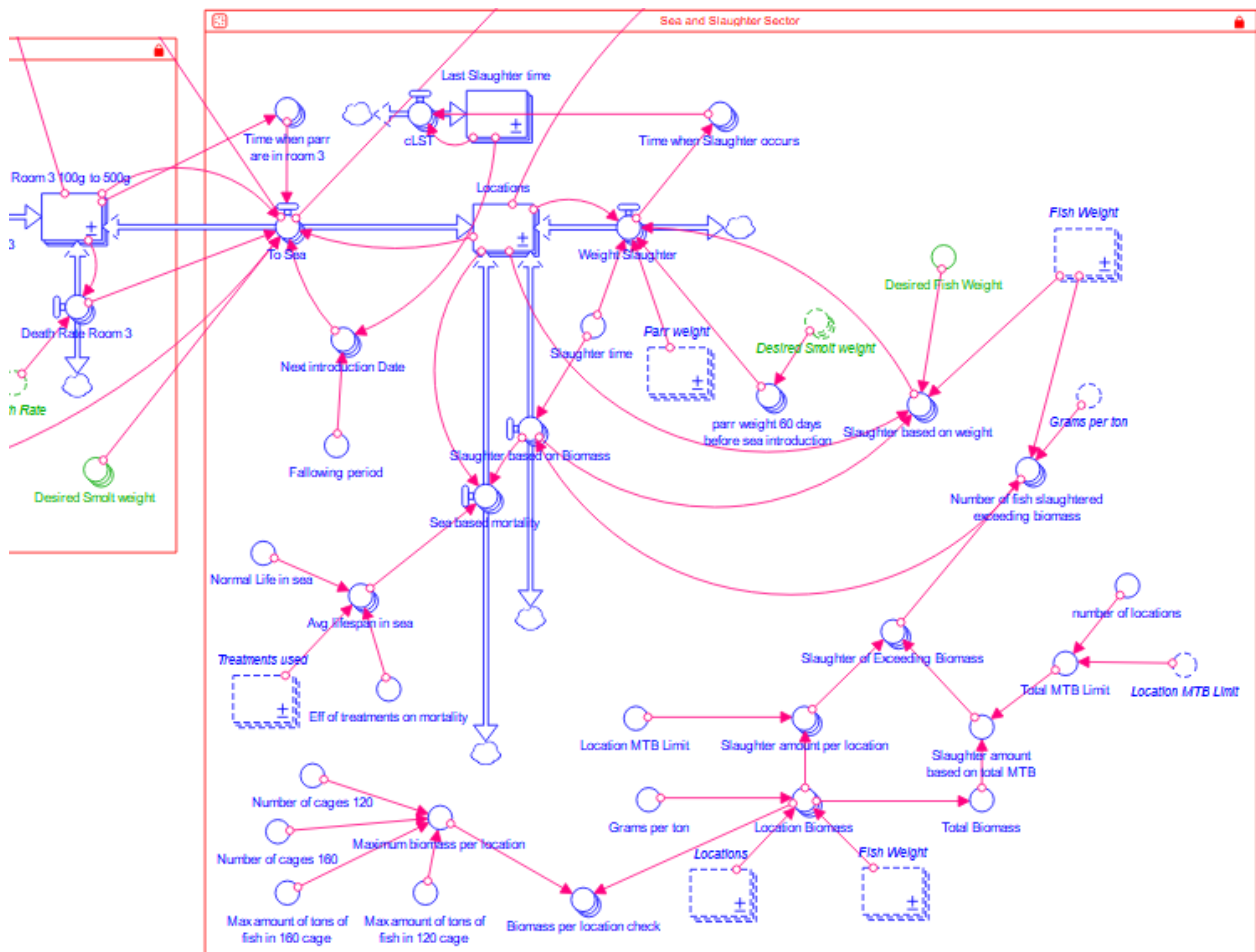 Sea and Slaughter Sector
Last Slaughter time
cLST
Time when parr
are in room 3
Time when Slaughter occurs
Room 3 100g to 500g
Locations
Fish Weight
3
To Sea
Weight Slaughter
Desired Fish Weight
Death Rate Room 3
Parr weight
Slaughter time
Desired Smolt weight
Next introduction Date
th Rate
parr weight 60 days
before sea introduction
Slaughter based on weight
Grams per ton
Slaughter based on Biomass
Fallowing period
Desired Smolt weight
Number of fish slaughtered
exceeding biomass
Sea based mortality
Normal Life in sea
Avg lifespan in sea
number of locations
Treatments used
Slaughter of Exceeding Biomass
Total MTB Limit
Location MTB Limit
Eff of treatments on mortality
Location MTB Limit
Slaughter amount per location
Slaughter amount
based on total MTB
Number of cages 120
Grams per ton
Location Biomass
Total Biomass
Maximum biomass per location
Number of cages 160
Locations
Fish Weight
Max amount of tons of
fish in 160 cage
Max amount of tons of
fish in 120 cage
Biomass per location check